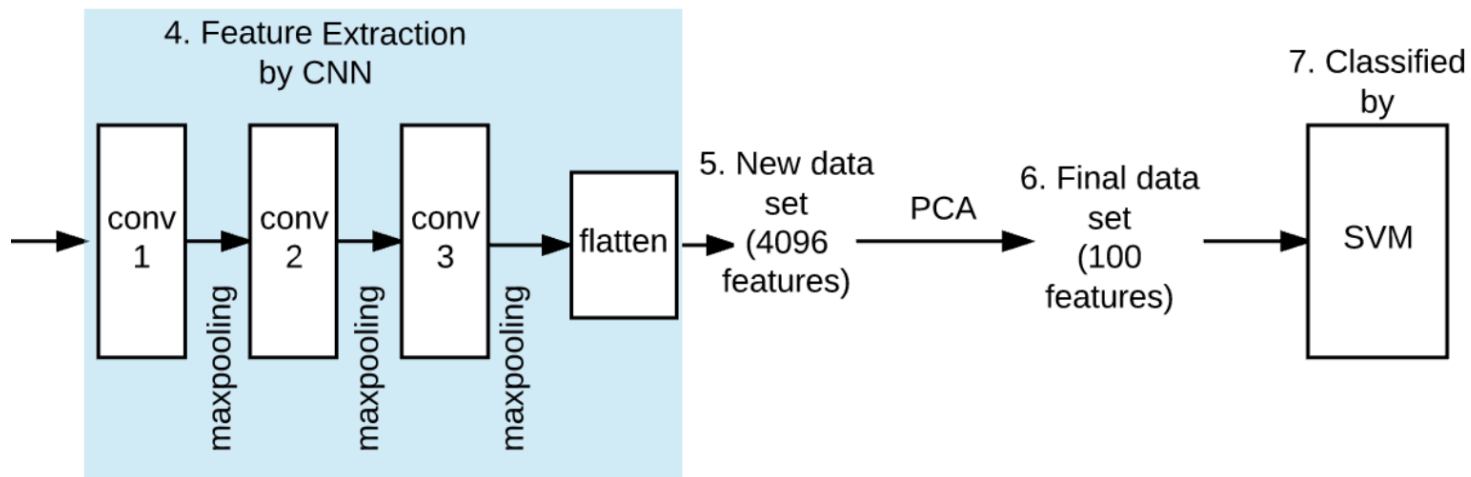 4. Feature Extraction
by CNN
conv
1
maxpooling
conv
2
maxpooling
conv
3
maxpooling
flatten
5. New data
set
(4096
features)
PCA
6. Final data
set
(100
features)
7. Classified
by
SVM